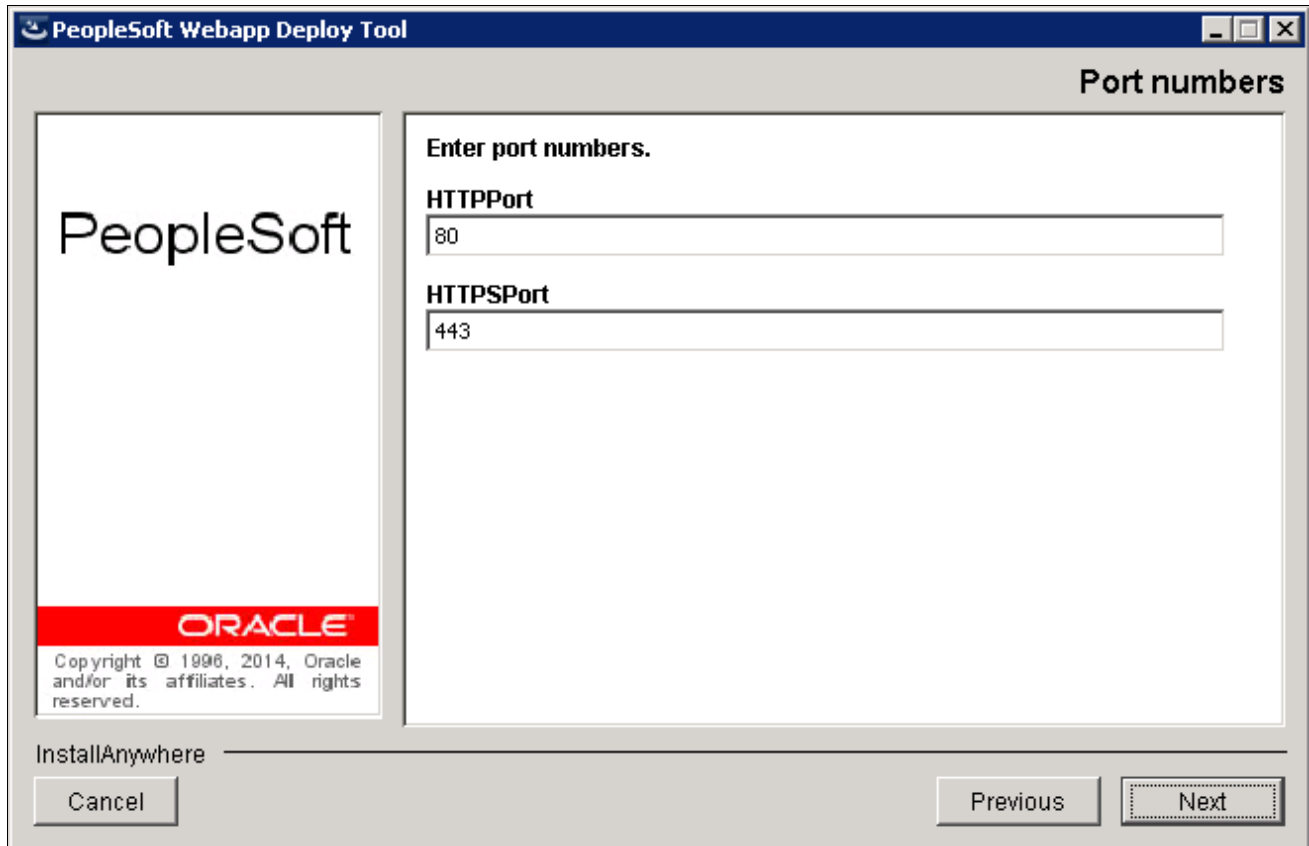 PeopleSoft Webapp Deploy Tool
Port numbers
PeopleSoft
ORACLE
Copyright © 1996, 2014, Oracle
and/or its affiliates. All rights
reserved.
Enter port numbers.
HTTPPort
80
HTTPSPort
443
InstallAnywhere
Cancel
Previous
Next